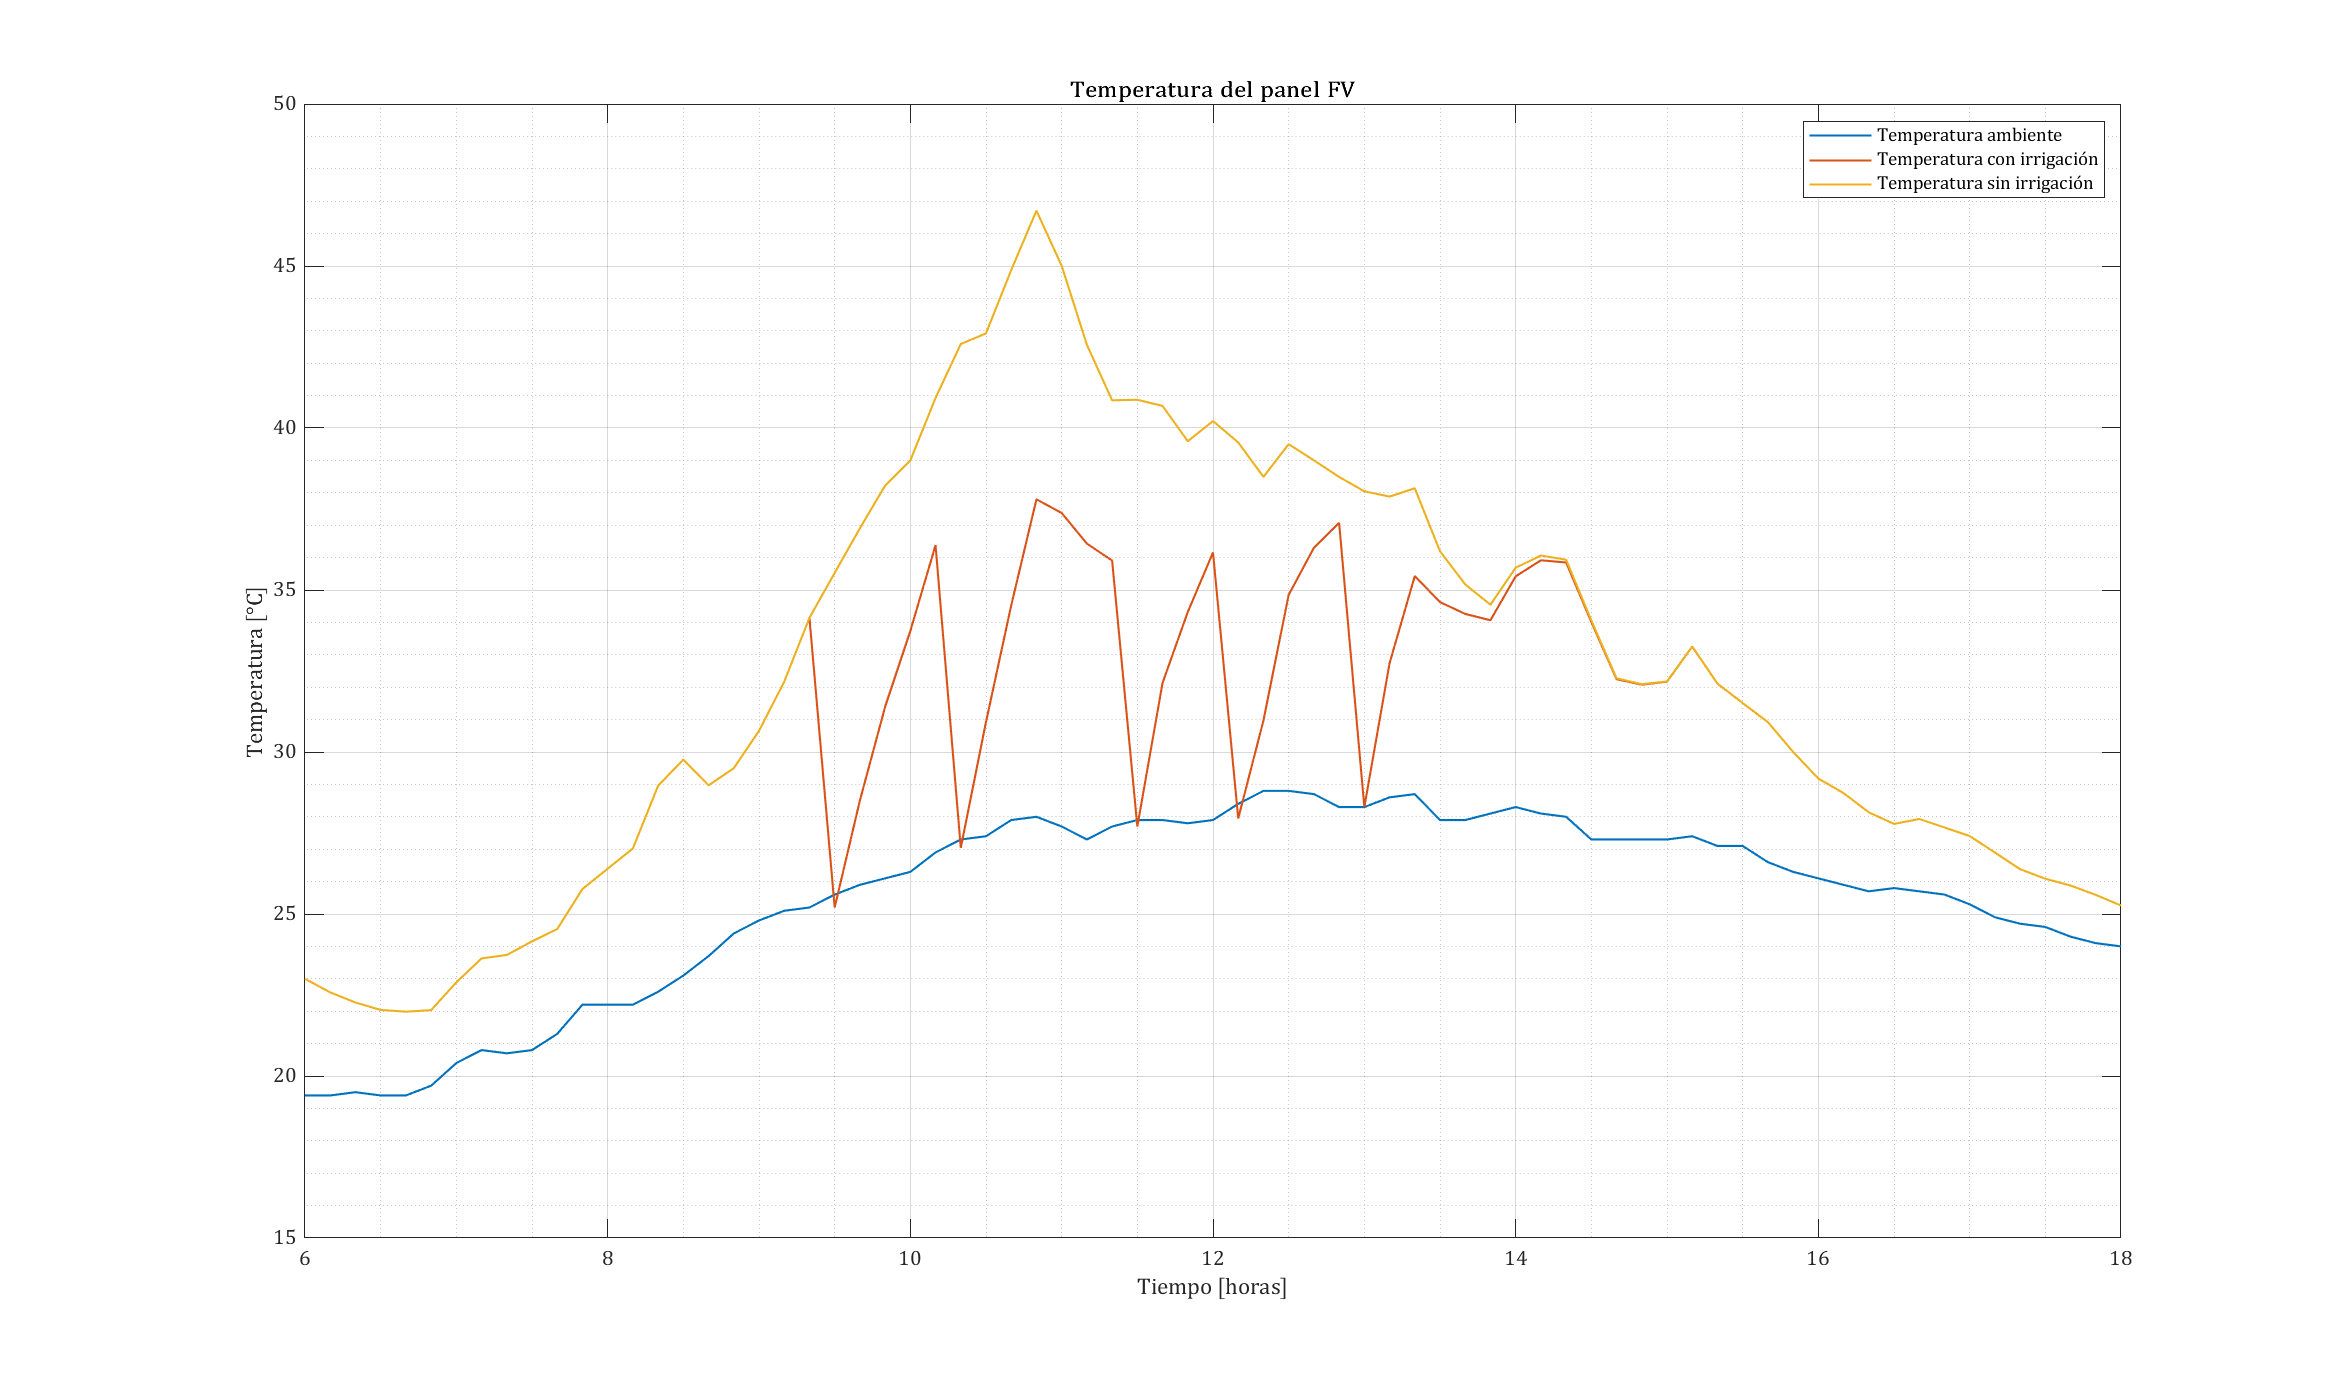 Temperatura del panel FV
50
45
40
35
30
25
20
15
Temperatura [°C]
Temperatura ambiente
Temperatura con irrigación
Temperatura sin irrigación
6 8 10 12 14 16 18
Tiempo [horas]